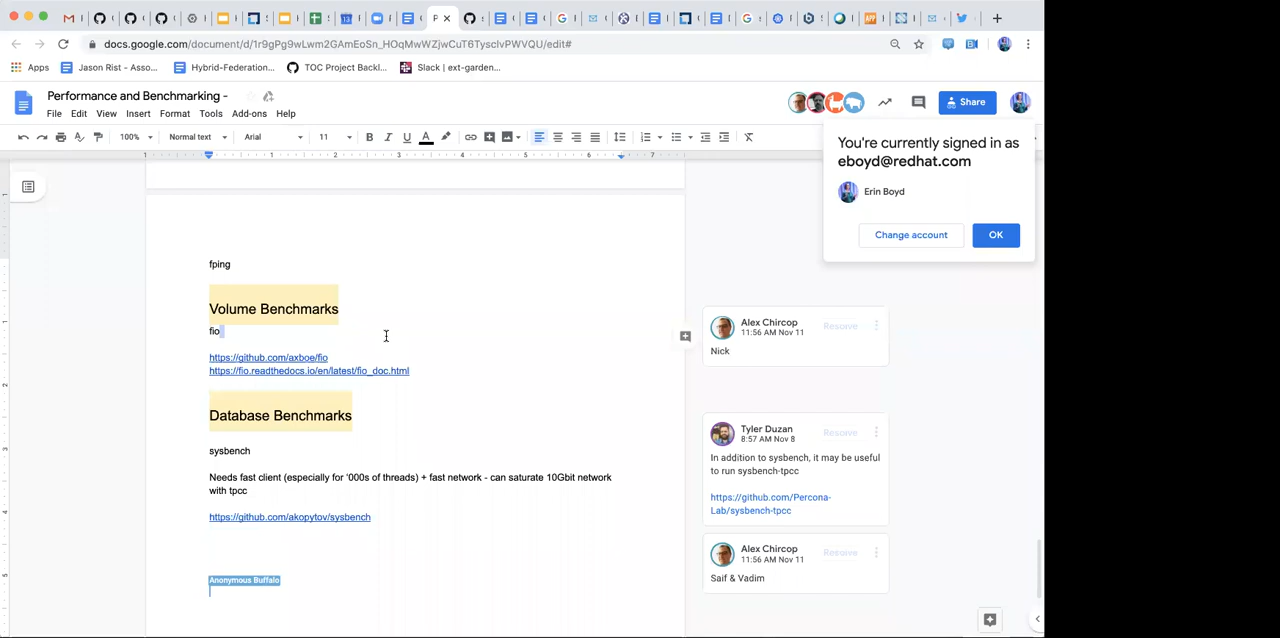 docs.google.com/document/d/1r9gPg9wLwm2GAmEoSn_HOqMwWZjwCuT6TyscIvPWVQU/edit#
Apps Jason Rist - Asso... Hybrid-Federation... TOC Project Backl... Slack | ext-garden...
Performance and Benchmarking -
File Edit View Insert Format Tools Add-ons Help
Share
100% Normal text Arial 11
You're currently signed in as
eboyd@redhat.com
Erin Boyd
Change account OK
fping
Volume Benchmarks
fio
https://github.com/axboe/fio
https://fio.readthedocs.io/en/latest/fio_doc.html
Database Benchmarks
sysbench
Needs fast client (especially for '000s of threads) + fast network - can saturate 10Gbit network
with tpcc
https://github.com/akopytov/sysbench
Anonymous Buffalo
Alex Chircop
11:56 AM Nov 11
Resolve
Nick
Tyler Duzan
8:57 AM Nov 8
Resolve
In addition to sysbench, it may be useful
to run sysbench-tpcc
https://github.com/Percona-
Lab/sysbench-tpcc
Alex Chircop
11:56 AM Nov 11
Resolve
Saif & Vadim